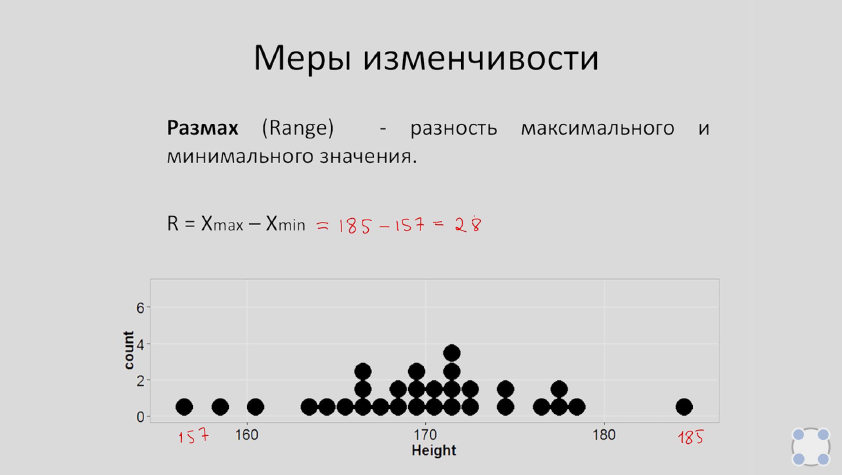 Меры изменчивости
Размах (Range) - разность максимального и
минимального значения.
R = Xmax – Xmin = 185 – 157 = 28
6
4
2
0
count
157 160 170 180 185
Height